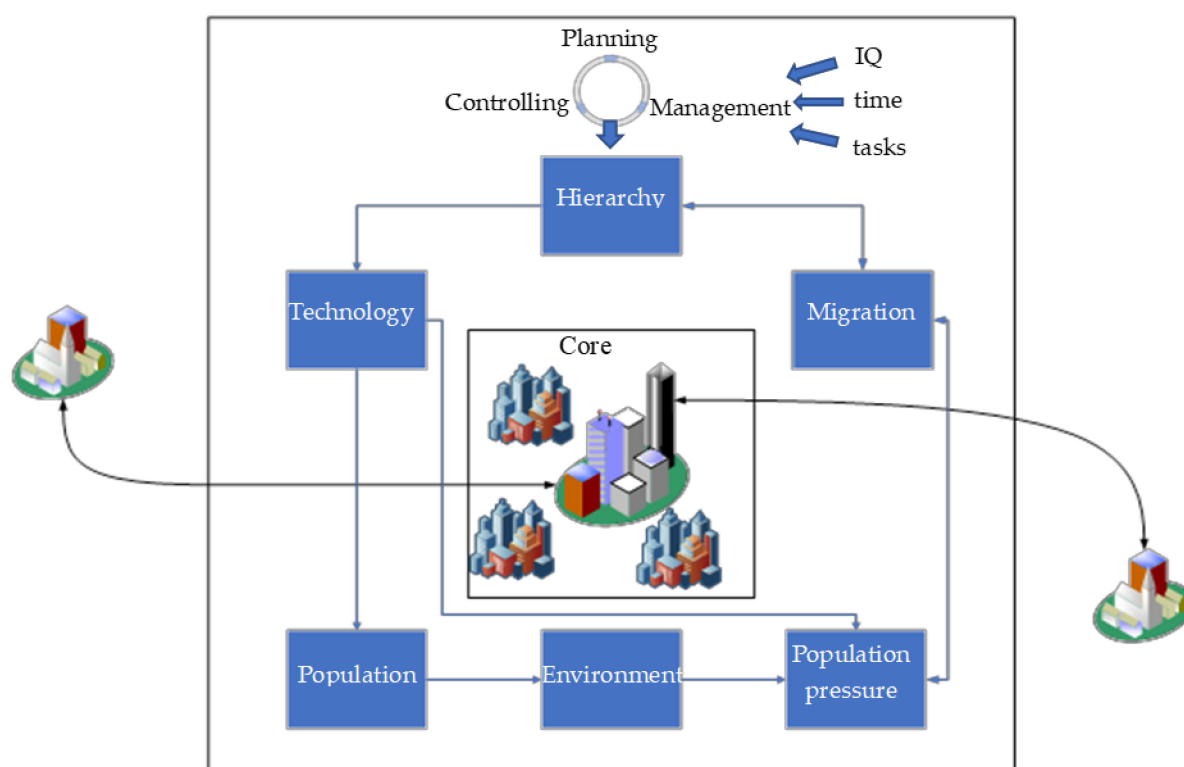 Planning
IQ
Controlling
Management
time
tasks
Hierarchy
Technology
Migration
Core
Population
Environment
Population
pressure